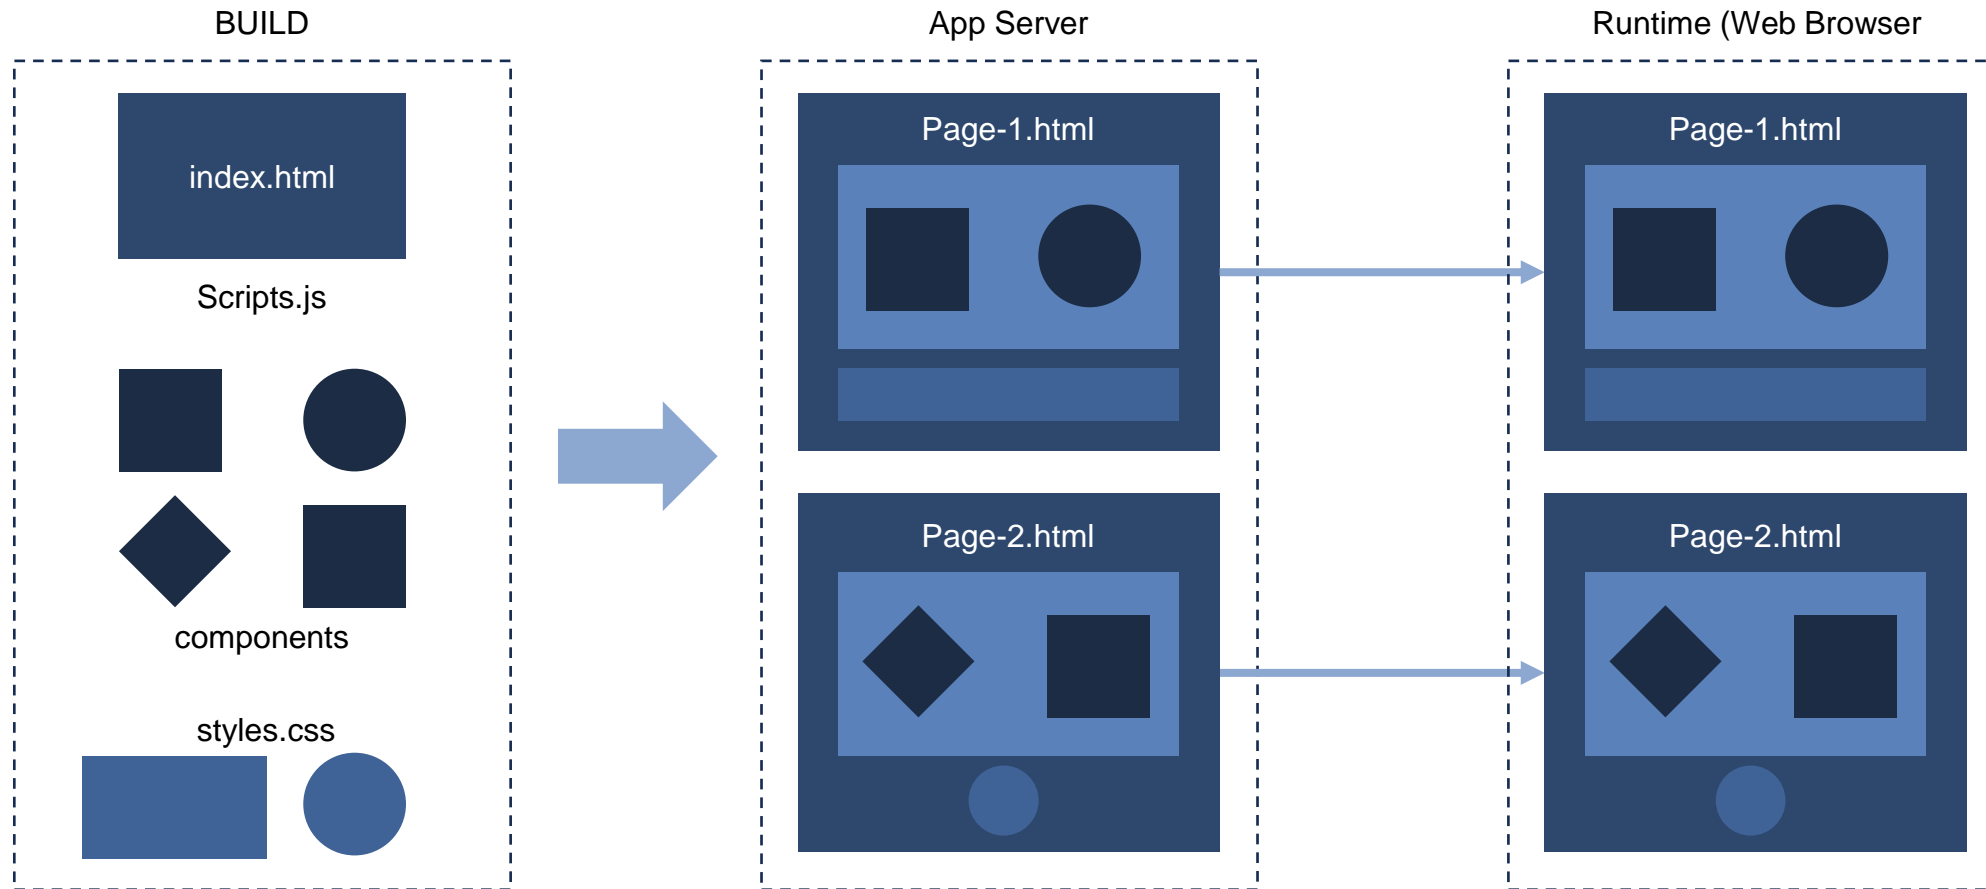 BUILD
index.html
Scripts.js
components
styles.css
App Server
Page-1.html
Page-2.html
Runtime (Web Browser
Page-1.html
Page-2.html